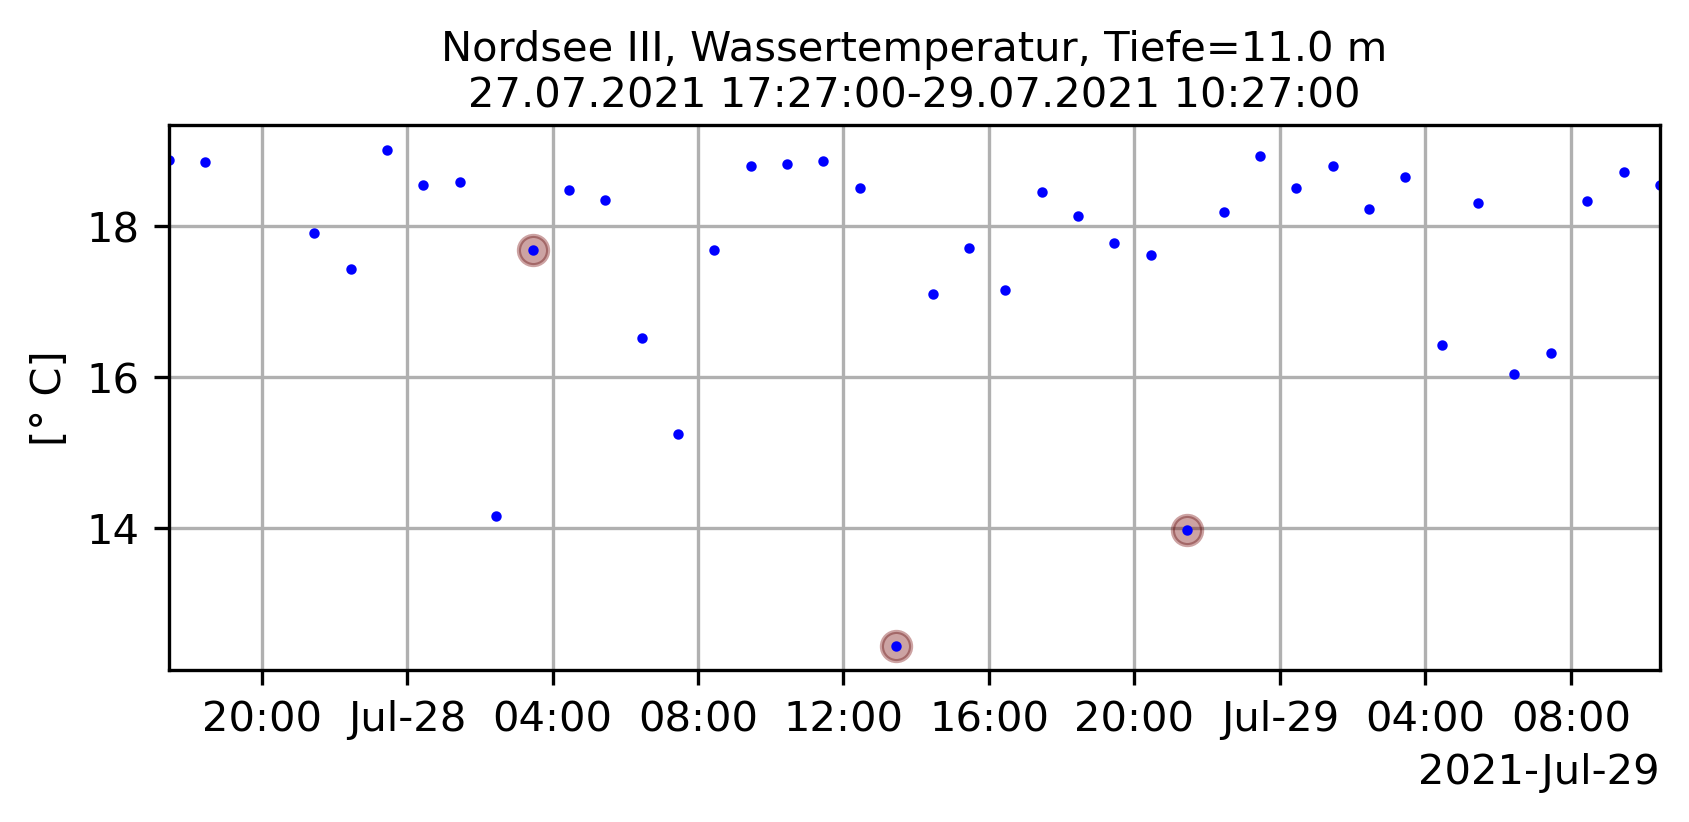 Nordsee III, Wassertemperatur, Tiefe=11.0 m
27.07.2021 17:27:00-29.07.2021 10:27:00
[° C]
18
16
14
20:00 Jul-28 04:00 08:00 12:00 16:00 20:00 Jul-29 04:00 08:00
2021-Jul-29